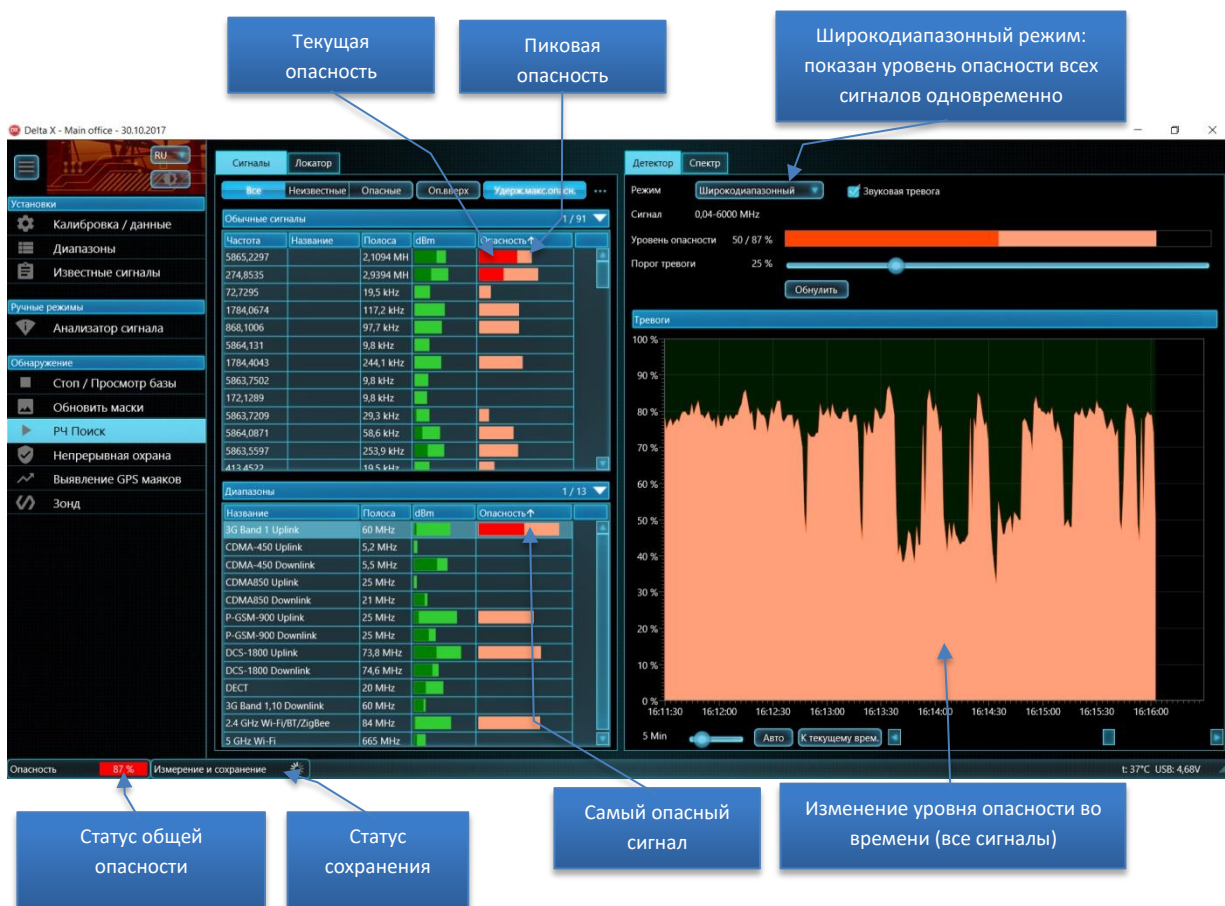 Текущая
опасность
Пиковая
опасность
Широкодиапазонный режим:
показан уровень опасности всех
сигналов одновременно
Delta X - Main office - 30.10.2017
RU
Установки
Калибровка / данные
Диапазоны
Известные сигналы
Ручные режимы
Анализатор сигнала
Обнаружение
Стоп / Просмотр базы
Обновить маски
РЧ Поиск
Непрерывная охрана
Выявление GPS маяков
Зонд
Сигналы Локатор
Все Неизвестные Опасные Оп.вверх Удерж.макс.опасн. ...
Обычные сигналы 1 / 91
Частота Название Полоса dBm Опасность↑
5865,2297 2,1094 MH
274,8535 2,9394 MH
72,7295 19,5 kHz
1784,0674 117,2 kHz
868,1006 97,7 kHz
5864,131 9,8 kHz
1784,4043 244,1 kHz
5863,7502 9,8 kHz
172,1289 9,8 kHz
5863,7209 29,3 kHz
5864,0871 58,6 kHz
5863,5597 253,9 kHz
413,4522 19,5 kHz
Диапазоны 1 / 13
Название Полоса dBm Опасность↑
3G Band 1 Uplink 60 MHz
CDMA-450 Uplink 5,2 MHz
CDMA-450 Downlink 5,5 MHz
CDMA850 Uplink 25 MHz
CDMA850 Downlink 21 MHz
P-GSM-900 Uplink 25 MHz
P-GSM-900 Downlink 25 MHz
DCS-1800 Uplink 73,8 MHz
DCS-1800 Downlink 74,6 MHz
DECT 20 MHz
3G Band 1,10 Downlink 60 MHz
2.4 GHz Wi-Fi/BT/ZigBee 84 MHz
5 GHz Wi-Fi 665 MHz
Детектор Спектр
Режим Широкодиапазонный Звуковая тревога
Сигнал 0,04-6000 MHz
Уровень опасности 50 / 87 %
Порог тревоги 25 %
Обнулить
Тревоги
100 %
90 %
80 %
70 %
60 %
50 %
40 %
30 %
20 %
10 %
0 %
16:11:30 16:12:00 16:12:30 16:13:00 16:13:30 16:14:00 16:14:30 16:15:00 16:15:30 16:16:00
5 Min Авто К текущему врем.
Опасность 87 % Измерение и сохранение t: 37°C USB: 4,68V
Статус общей
опасности
Статус
сохранения
Самый опасный
сигнал
Изменение уровня опасности во
времени (все сигналы)